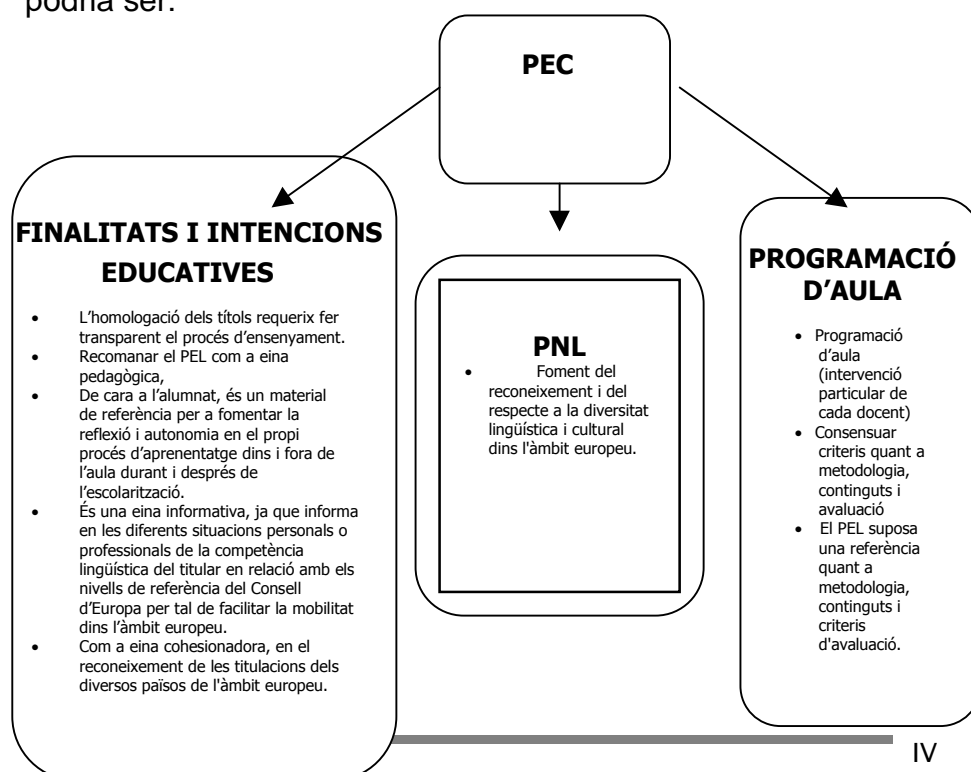 podria ser:
PEC
FINALITATS I INTENCIONS
EDUCATIVES
• L'homologació dels títols requerix fer
transparent el procés d'ensenyament.
• Recomanar el PEL com a eina
pedagògica,
• De cara a l'alumnat, és un material
de referència per a fomentar la
reflexió i autonomia en el propi
procés d'aprenentatge dins i fora de
l'aula durant i després de
l'escolarització.
• És una eina informativa, ja que informa
en les diferents situacions personals o
professionals de la competència
lingüística del titular en relació amb els
nivells de referència del Consell
d'Europa per tal de facilitar la mobilitat
dins l'àmbit europeu.
• Com a eina cohesionadora, en el
reconeixement de les titulacions dels
diversos països de l'àmbit europeu.
PNL
• Foment del
reconeixement i del
respecte a la diversitat
lingüística i cultural
dins l'àmbit europeu.
PROGRAMACIÓ
D'AULA
• Programació
d'aula
(intervenció
particular de
cada docent)
• Consensuar
criteris quant a
metodologia,
continguts i
avaluació
• El PEL suposa
una referència
quant a
metodologia,
continguts i
criteris
d'avaluació.
IV